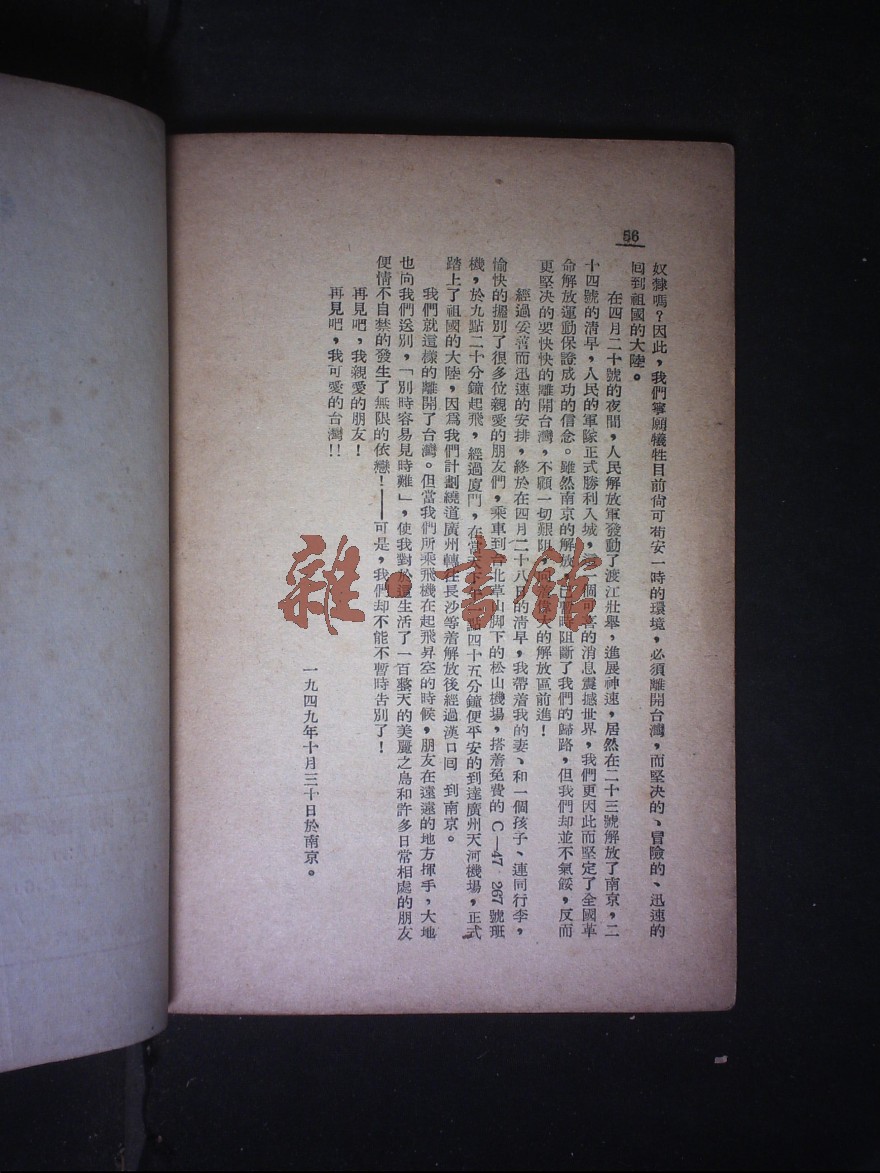 56
奴隸嗎？因此，我們寧願犧牲目前尙可苟安一時的環境，必須離開台灣，而堅决的、冒險的、迅速的
囘到祖國的大陸。
在四月二十號的夜間，人民解放軍發動了渡江壯舉，進展神速，居然在二十三號解放了南京，二
十四號的清早，人民的軍隊正式勝利入城，一個可喜的消息震撼世界，我們更因此而堅定了全國革
命解放運動保證成功的信念。雖然南京的解放，已暫時阻斷了我們的歸路，但我們却並不氣餒，反而
更堅决的要快快的離開台灣，不顧一切艱阻，大的解放區前進！
經過妥善而迅速的安排，終於在四月二十八日的清早，我帶着我的妻、和一個孩子、連同行李，
愉快的握別了很多位親愛的朋友們，乘車到台北草山脚下的松山機場，搭着免費的 C—47 267號班
機，於九點二十分鐘起飛，經過厦門，在當天點四十五分鐘便平安的到達廣州天河機場，正式
踏上了祖國的大陸，因爲我們計劃繞道廣州轉往長沙等着解放後經過漢口囘 到南京。
我們就這樣的離開了台灣。但當我們所乘飛機在起飛昇空的時候，朋友在遠遠的地方揮手，大地
也向我們送別，「別時容易見時難」，使我對於這生活了一百整天的美麗之島和許多日常相處的朋友
便情不自禁的發生了無限的依戀！——可是，我們却不能不暫時告別了！
再見吧，我親愛的朋友！
再見吧，我可愛的台灣！！
一九四九年十月三十日於南京。
雜·書館